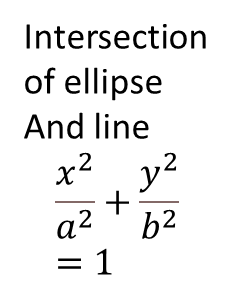 Intersection
of ellipse
And line
x²/a² + y²/b²
= 1